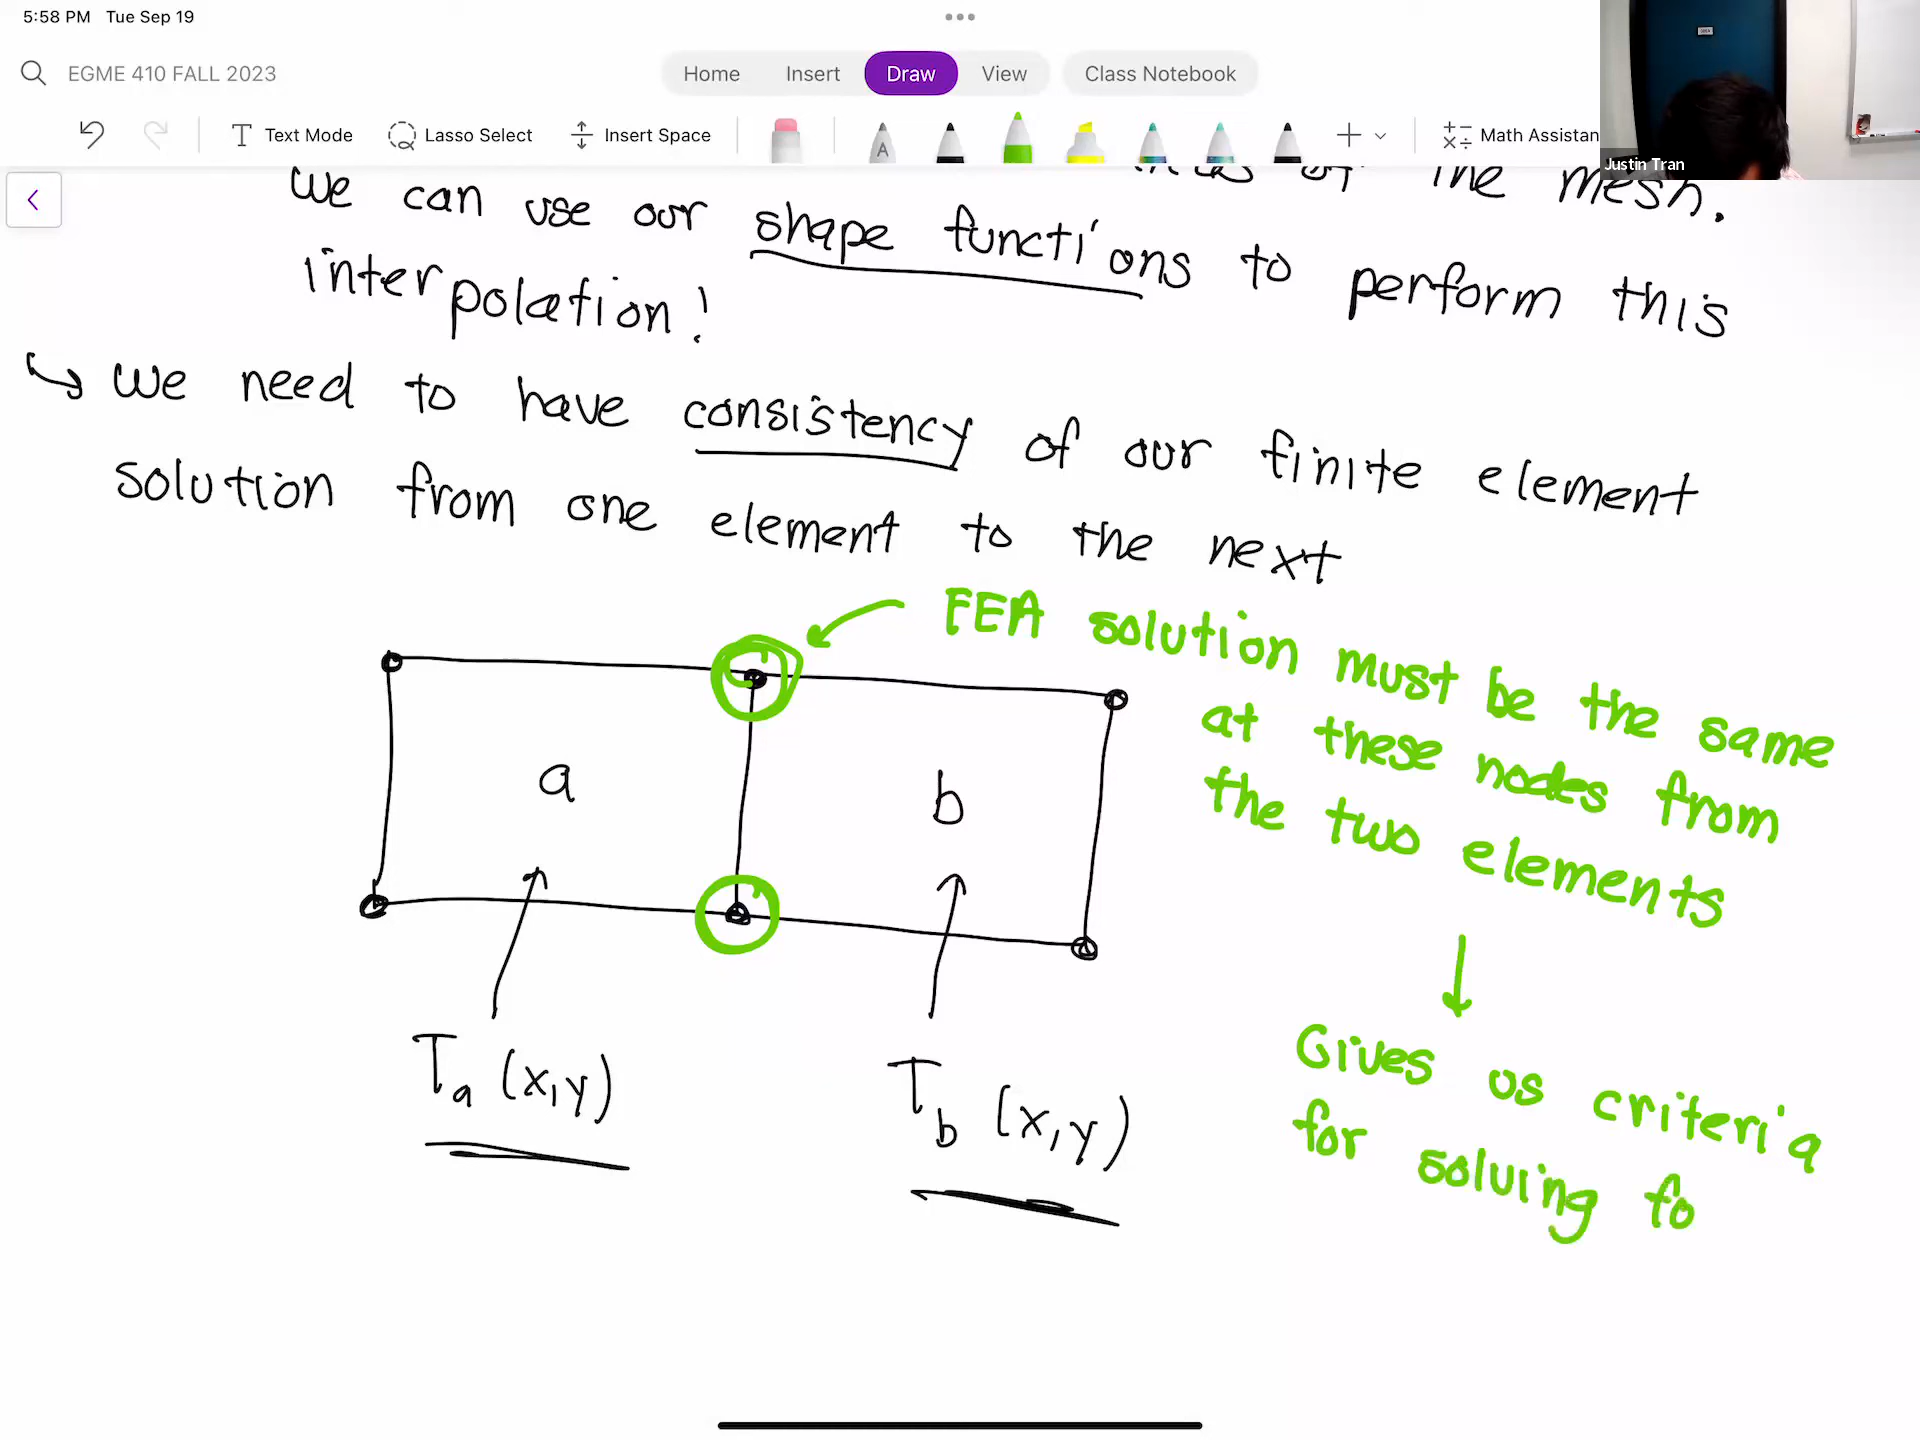 5:58 PM Tue Sep 19
EGME 410 FALL 2023
Home Insert Draw View Class Notebook
Text Mode Lasso Select Insert Space A Math Assistan
Justin Tran
of the mesh.
We can use our shape functions to perform this
interpolation!
We need to have consistency of our finite element
solution from one element to the next
FEA solution must be the same
at these nodes from
the two elements
a
b
Gives us criteria
for solving fo
Ta (x,y)
Tb (x,y)